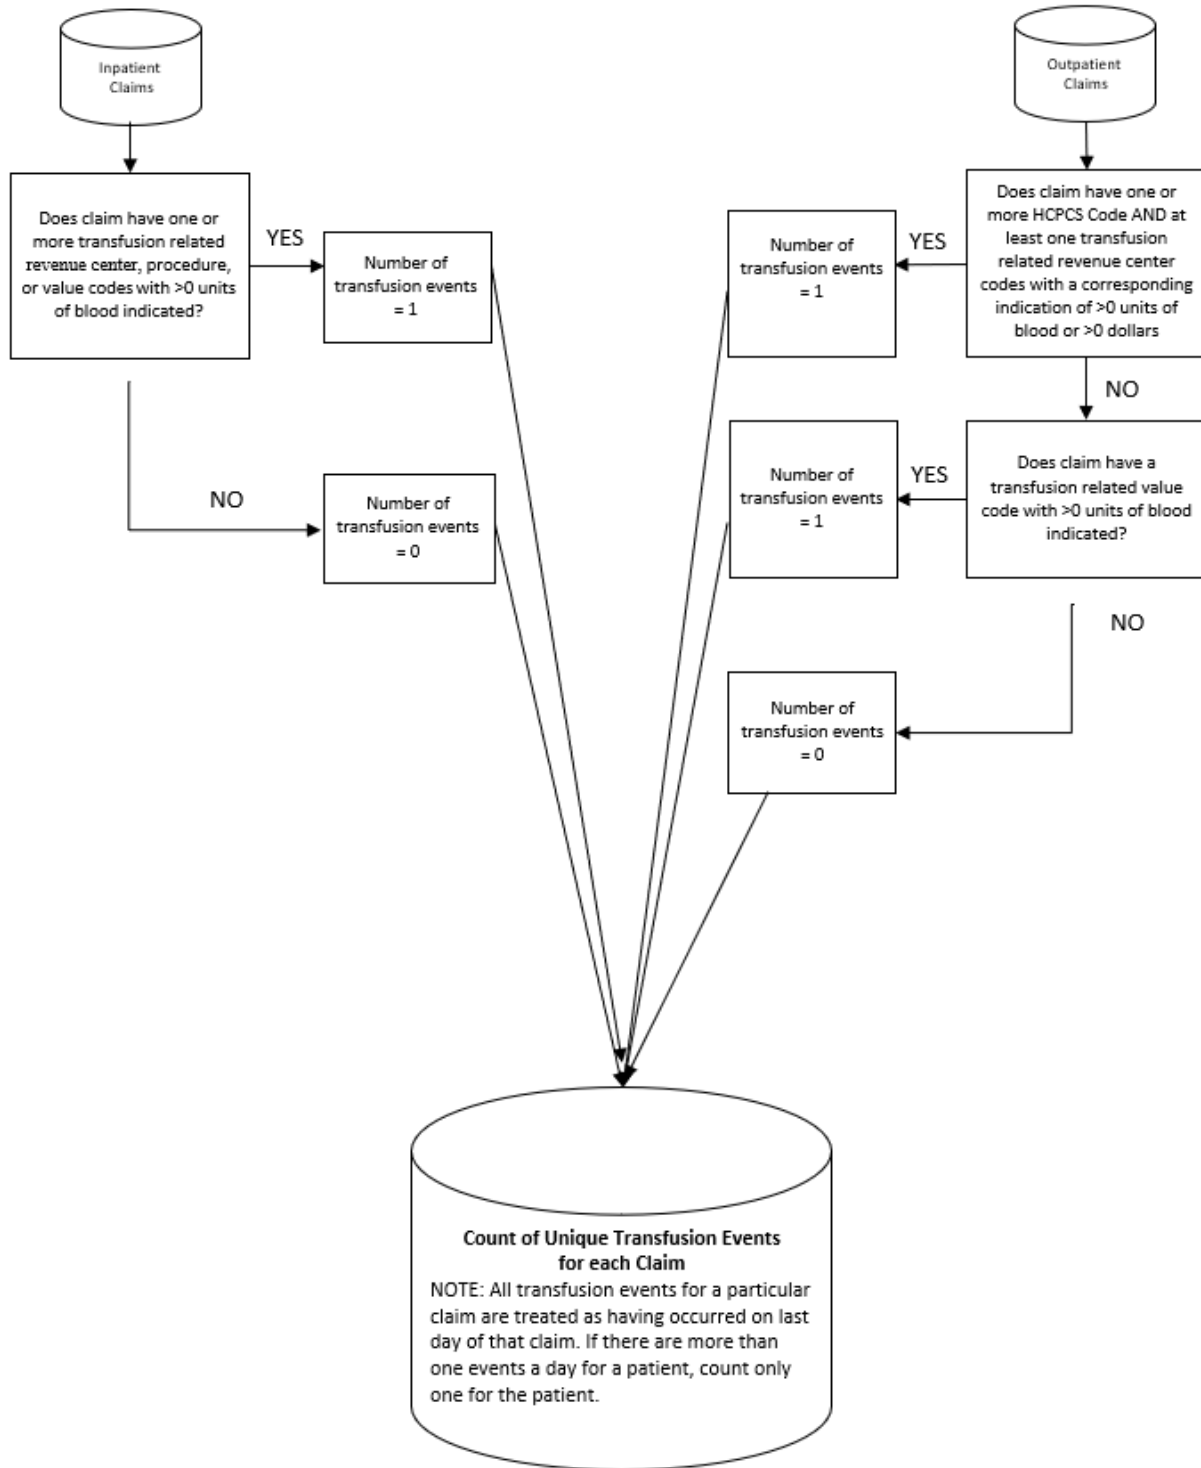 Inpatient
Claims
Does claim have one or
more transfusion related
revenue center, procedure,
or value codes with >0 units
of blood indicated?
YES
Number of
transfusion events
= 1
NO
Number of
transfusion events
= 0
Outpatient
Claims
Does claim have one or
more HCPCS Code AND at
least one transfusion
related revenue center
codes with a corresponding
indication of >0 units of
blood or >0 dollars
YES
Number of
transfusion events
= 1
NO
Does claim have a
transfusion related value
code with >0 units of blood
indicated?
YES
Number of
transfusion events
= 1
NO
Number of
transfusion events
= 0
Count of Unique Transfusion Events
for each Claim
NOTE: All transfusion events for a particular
claim are treated as having occurred on last
day of that claim. If there are more than
one events a day for a patient, count only
one for the patient.